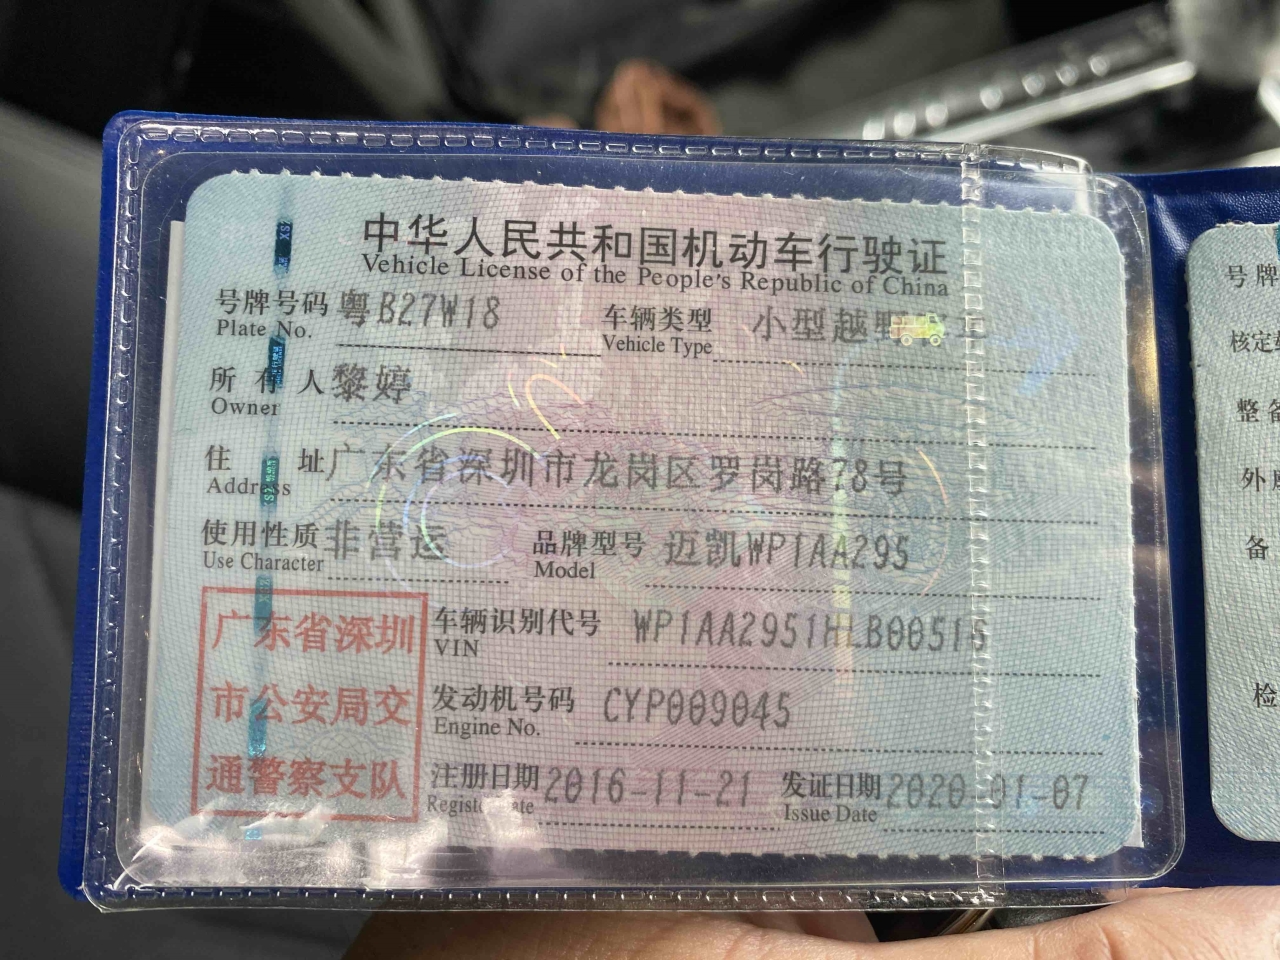 中华人民共和国机动车行驶证
Vehicle License of the People's Republic of China
号牌号码 粤B27W18 车辆类型 小型越野
Plate No. Vehicle Type
所有人 黎婷
Owner
住址 广东省深圳市龙岗区罗岗路78号
Address
使用性质 非营运 品牌型号 迈凯WP1AA295
Use Character Model
广东省深圳 车辆识别代号 WP1AA2951HLB00515
VIN
市公安局交 发动机号码 CYP009045
Engine No.
通警察支队 注册日期 2016-11-21 发证日期 2020-01-07
Issue Date
号牌
核定
整备
外
备
检